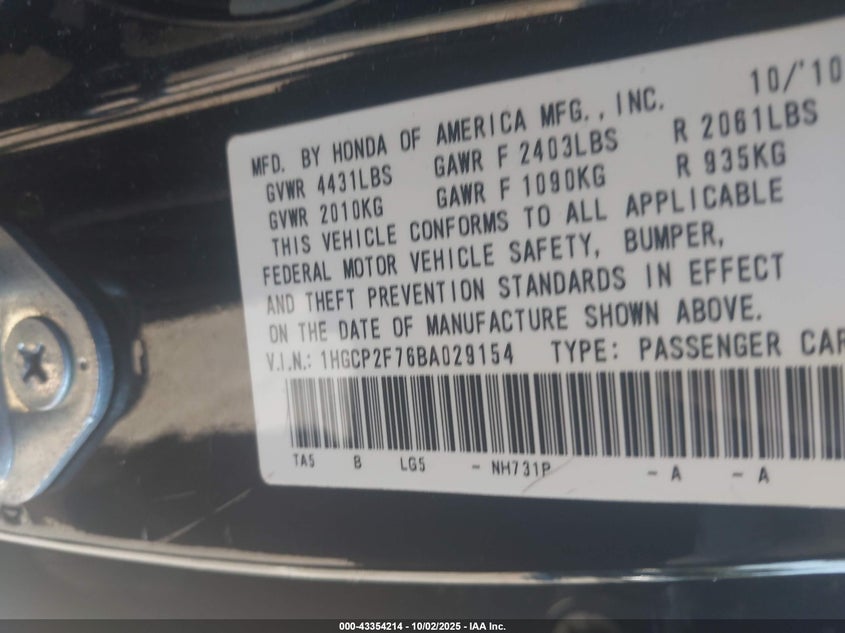 10/'10
MFD. BY HONDA OF AMERICA MFG., INC.
GVWR 4431LBS GAWR F 2403LBS R 2061LBS
GVWR 2010KG GAWR F 1090KG R 935KG
THIS VEHICLE CONFORMS TO ALL APPLICABLE
FEDERAL MOTOR VEHICLE SAFETY, BUMPER,
AND THEFT PREVENTION STANDARDS IN EFFECT
ON THE DATE OF MANUFACTURE SHOWN ABOVE.
V.I.N.: 1HGCP2F76BA029154 TYPE: PASSENGER CAR
TA5 B LG5 - NH731P - A - A
000-43354214 - 10/02/2025 - IAA Inc.